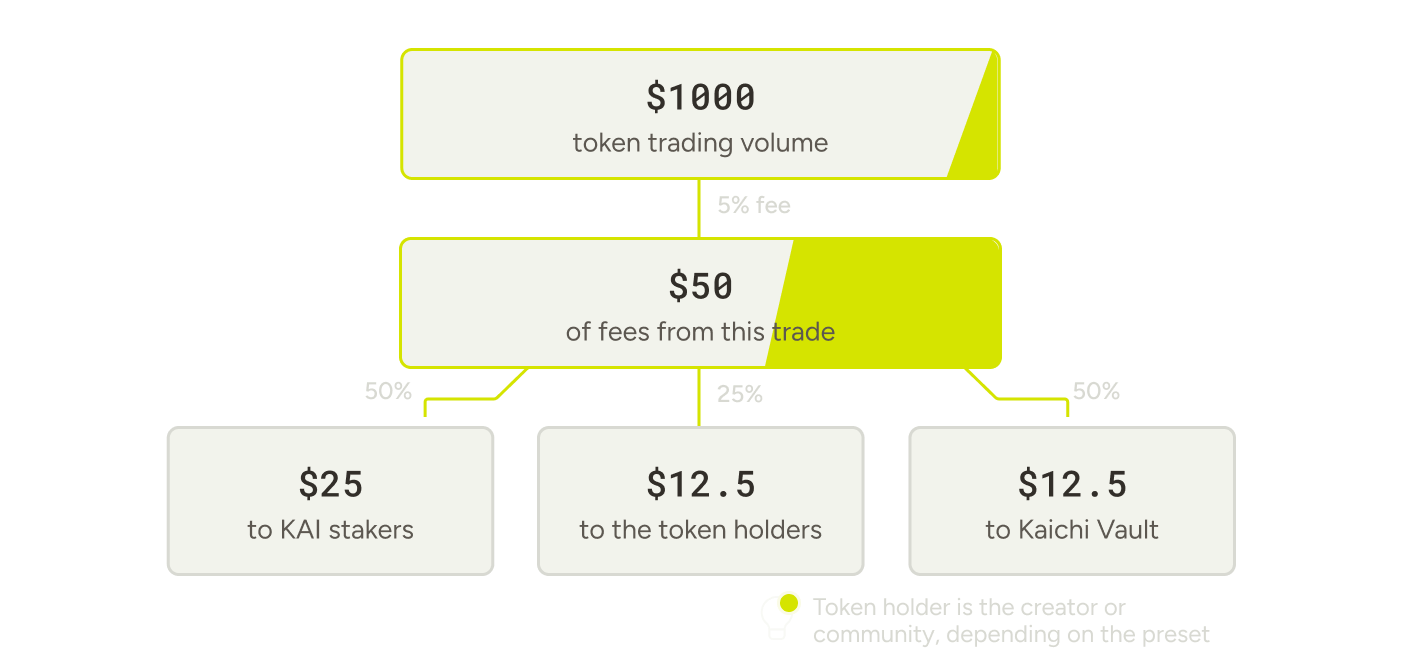 $1000
token trading volume
5% fee
$50
of fees from this trade
50%
25%
50%
$25
to KAI stakers
$12.5
to the token holders
$12.5
to Kaichi Vault
Token holder is the creator or
community, depending on the preset